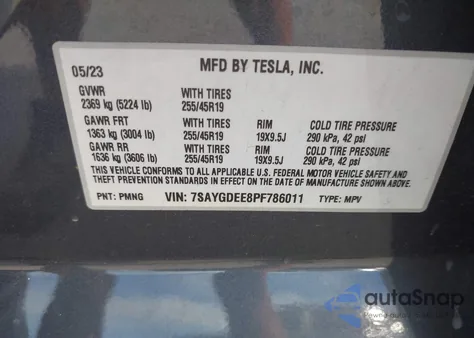 05/23 MFD BY TESLA, INC.
GVWR WITH TIRES
2369 kg (5224 lb) 255/45R19
GAWR FRT WITH TIRES RIM COLD TIRE PRESSURE
1363 kg (3004 lb) 255/45R19 19X9.5J 290 kPa, 42 psi
GAWR RR WITH TIRES RIM COLD TIRE PRESSURE
1636 kg (3606 lb) 255/45R19 19X9.5J 290 kPa, 42 psi
THIS VEHICLE CONFORMS TO ALL APPLICABLE U.S. FEDERAL MOTOR VEHICLE SAFETY AND
THEFT PREVENTION STANDARDS IN EFFECT ON THE DATE OF MANUFACTURE SHOWN ABOVE.
PNT: PMNG VIN: 7SAYGDEE8PF786011 TYPE: MPV
autoSnap